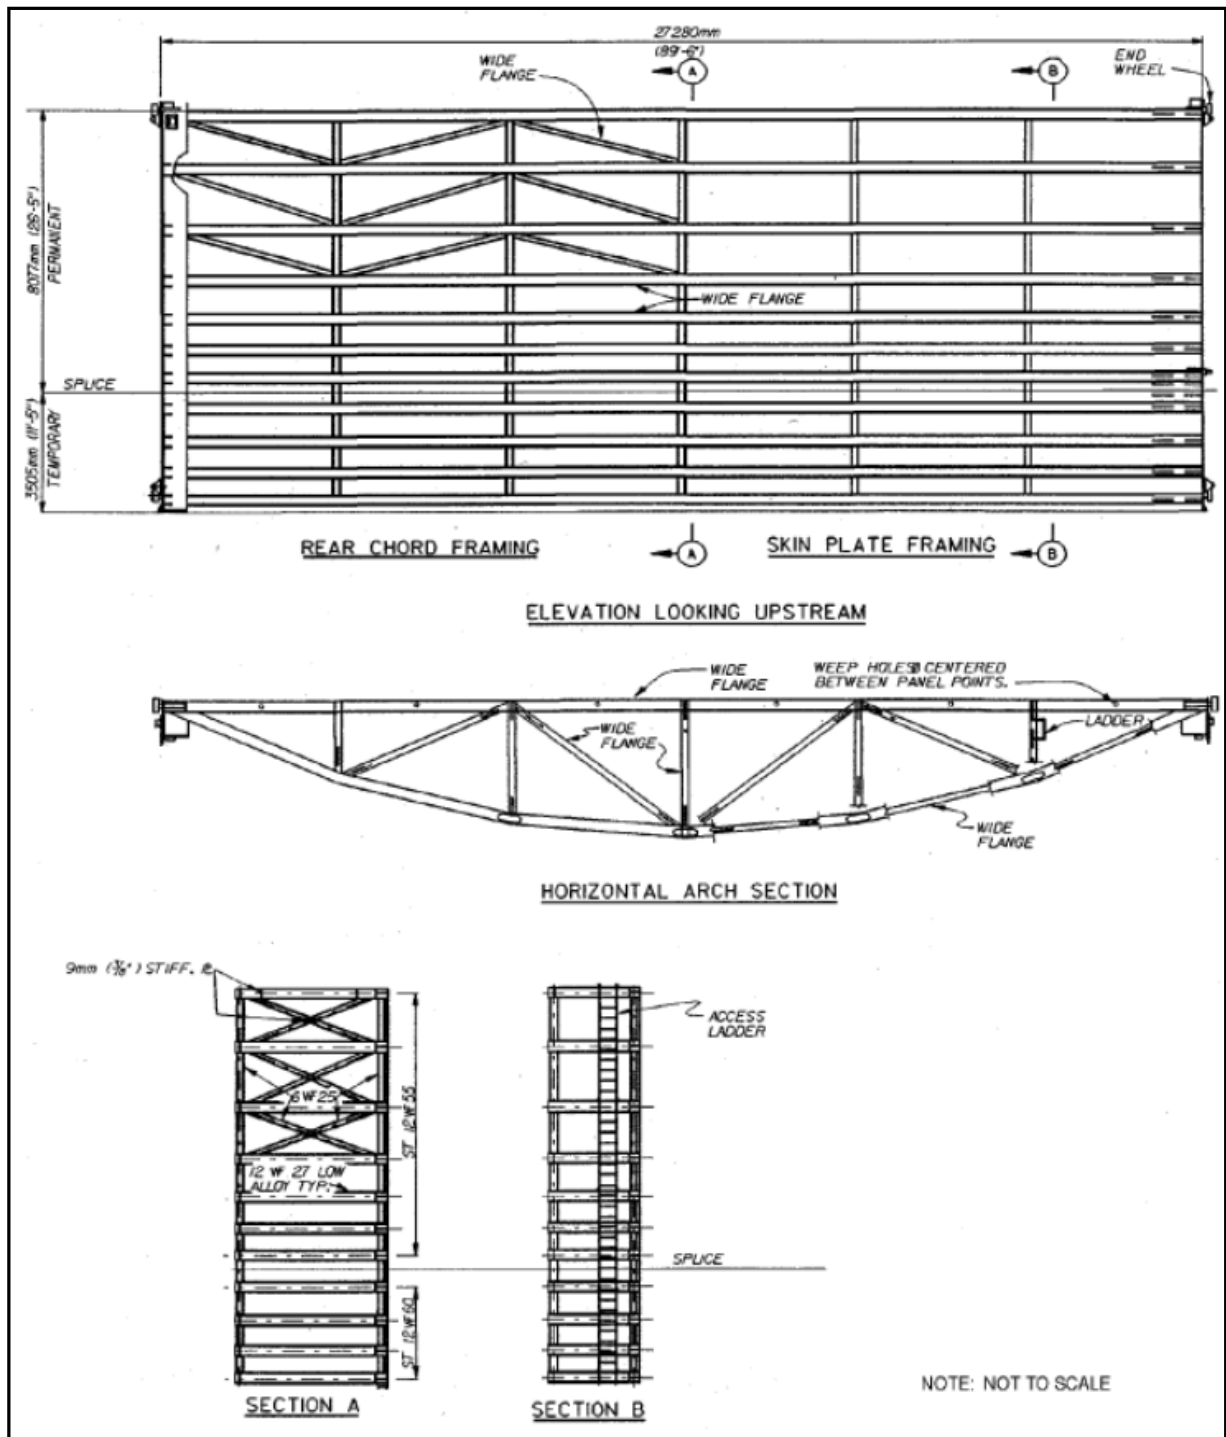 27280mm
(89'-6")
WIDE
FLANGE
A
B
END
WHEEL
8077mm (26'-5")
PERMANENT
WIDE FLANGE
SPLICE
3505mm (11'-5")
TEMPORARY
REAR CHORD FRAMING
A
SKIN PLATE FRAMING
B
ELEVATION LOOKING UPSTREAM
WIDE
FLANGE
WEEP HOLES CENTERED
BETWEEN PANEL POINTS.
WIDE
FLANGE
LADDER
WIDE
FLANGE
HORIZONTAL ARCH SECTION
9mm (3/8") STIFF. ℄
ACCESS
LADDER
6 WF 25
ST 12 WF 55
12 WF 27 LOW
ALLOY TYP.
SPLICE
ST 12 WF 60
SECTION A
SECTION B
NOTE: NOT TO SCALE